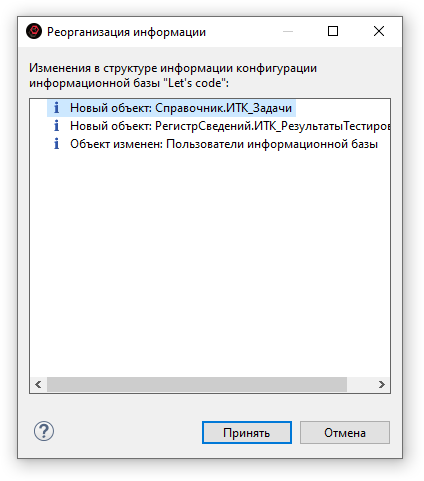 Реорганизация информации
Изменения в структуре информации конфигурации
информационной базы "Let's code":
Новый объект: Справочник.ИТК_Задачи
Новый объект: РегистрСведений.ИТК_РезультатыТестиров
Объект изменен: Пользователи информационной базы
Принять
Отмена